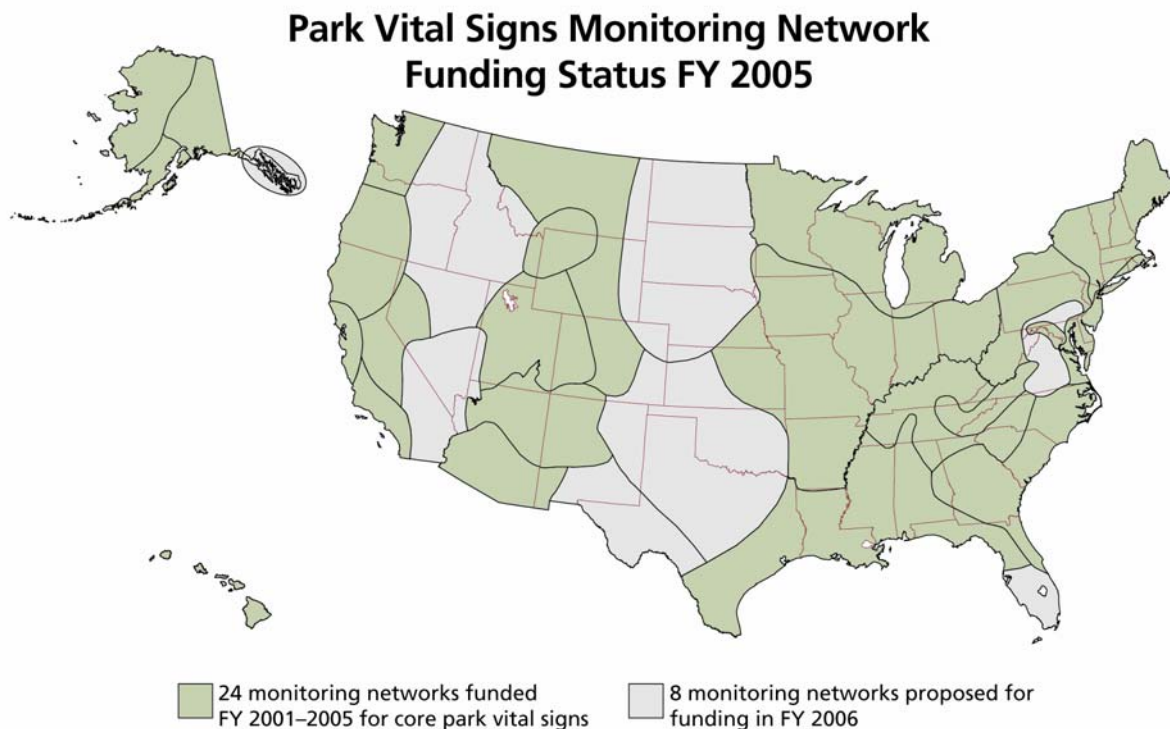 Park Vital Signs Monitoring Network
Funding Status FY 2005
24 monitoring networks funded
FY 2001–2005 for core park vital signs
8 monitoring networks proposed for
funding in FY 2006